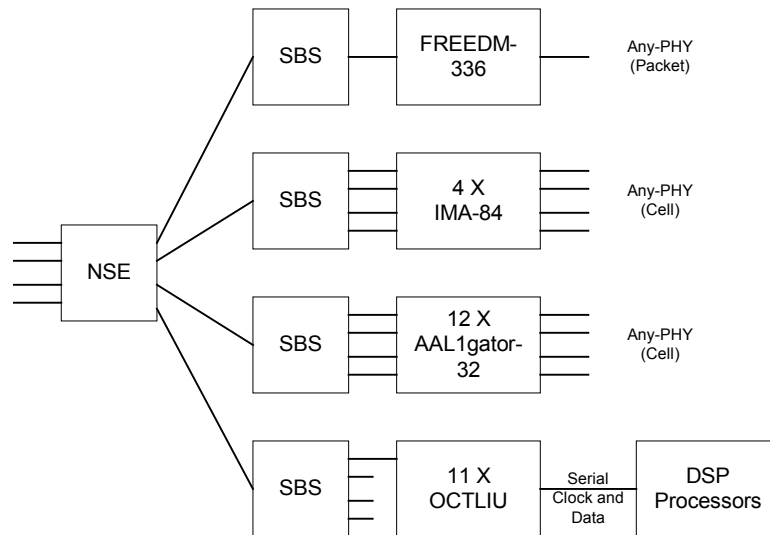 SBS
FREEDM-
336
Any-PHY
(Packet)
SBS
4 X
IMA-84
Any-PHY
(Cell)
NSE
SBS
12 X
AAL1gator-
32
Any-PHY
(Cell)
SBS
11 X
OCTLIU
Serial
Clock and
Data
DSP
Processors